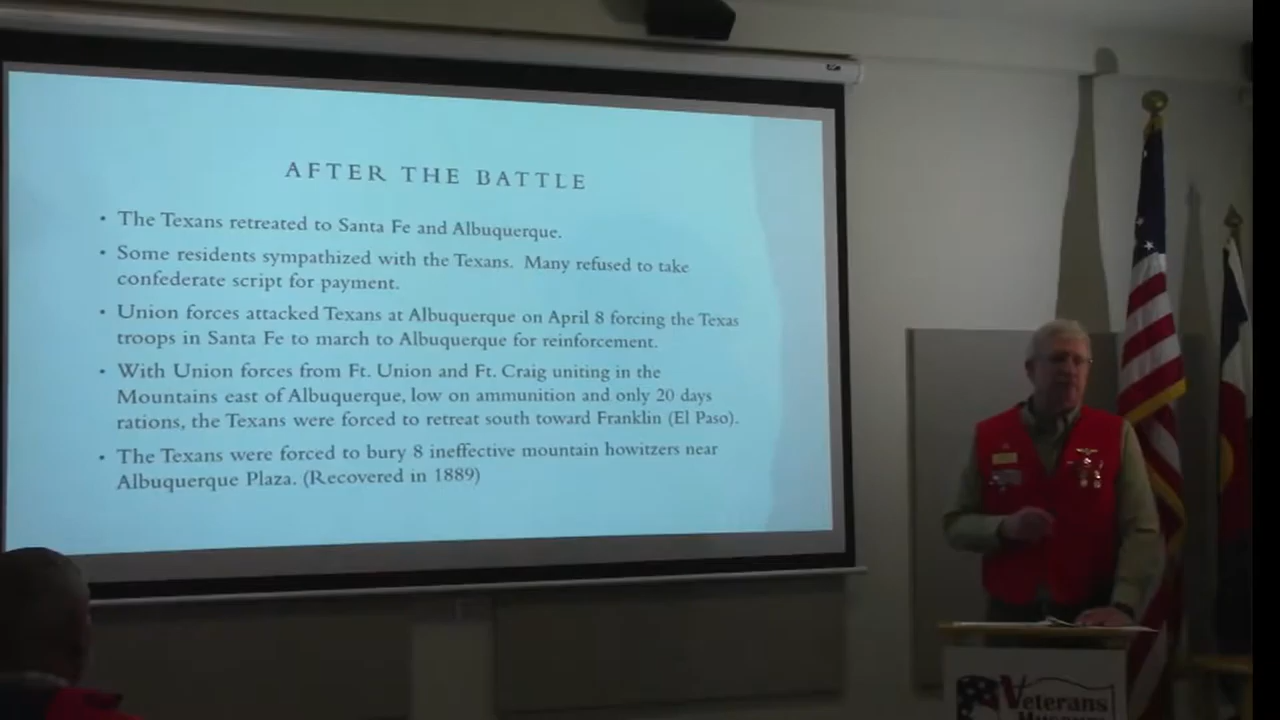 AFTER THE BATTLE
• The Texans retreated to Santa Fe and Albuquerque.
• Some residents sympathized with the Texans. Many refused to take
confederate script for payment.
• Union forces attacked Texans at Albuquerque on April 8 forcing the Texas
troops in Santa Fe to march to Albuquerque for reinforcement.
• With Union forces from Ft. Union and Ft. Craig uniting in the
Mountains east of Albuquerque, low on ammunition and only 20 days
rations, the Texans were forced to retreat south toward Franklin (El Paso).
• The Texans were forced to bury 8 ineffective mountain howitzers near
Albuquerque Plaza. (Recovered in 1889)
Veterans